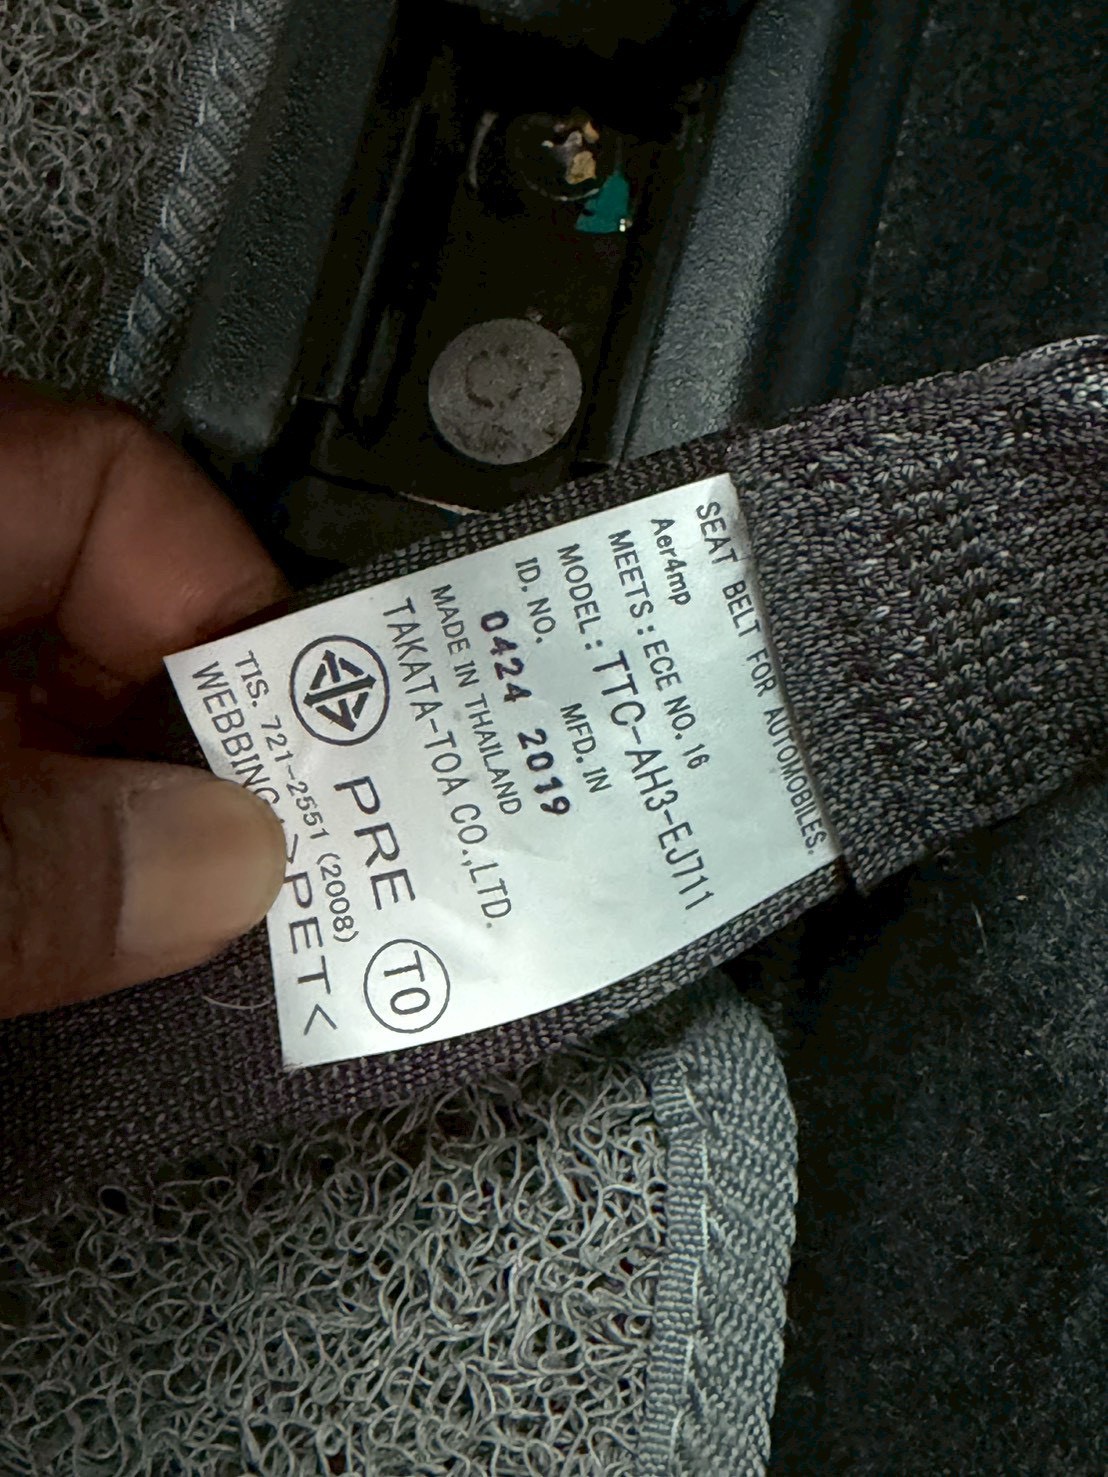 SEAT BELT FOR AUTOMOBILES.
Aer4mp
MEETS : ECE NO. 16
MODEL : TTC-AH3-EJ711
ID. NO. MFD. IN
0424 2019
MADE IN THAILAND
TAKATA-TOA CO.,LTD.
PRE TO
TIS. 721-2551 (2008)
WEBBING >PET<